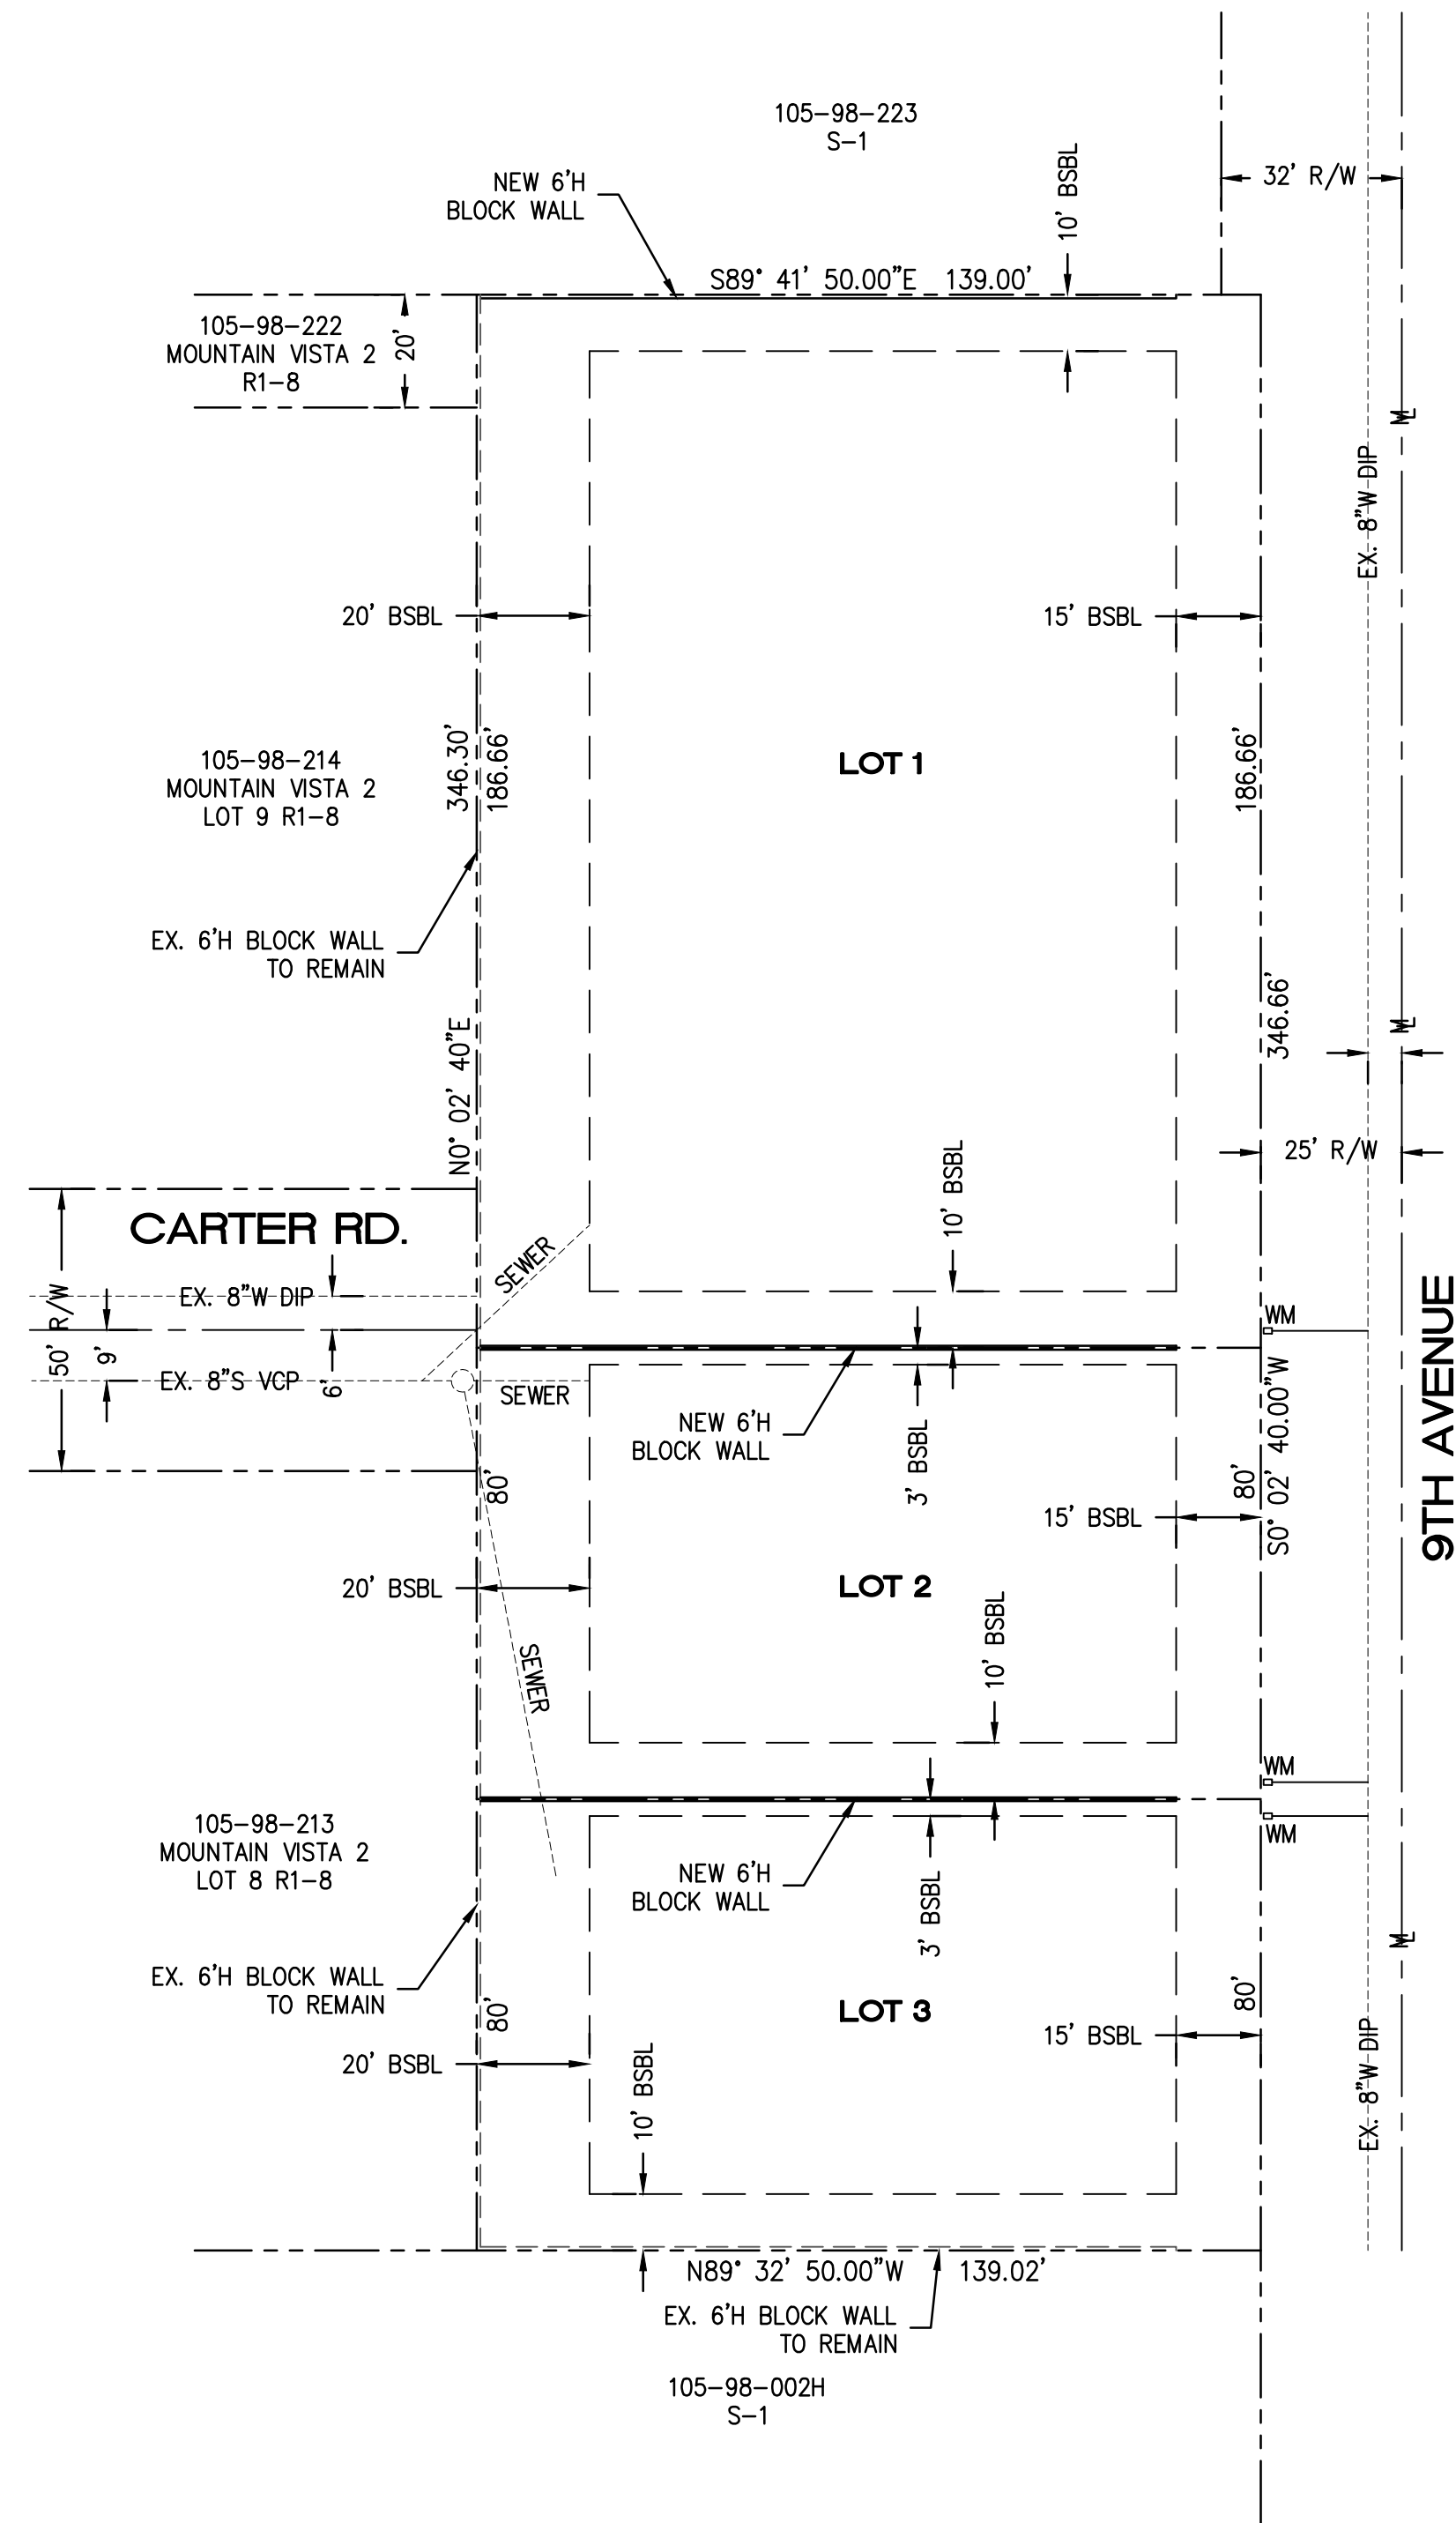 105-98-223
S-1
32' R/W
NEW 6'H
BLOCK WALL
10' BSBL
S89° 41' 50.00"E 139.00'
105-98-222
MOUNTAIN VISTA 2
R1-8
20'
EX. 8"W DIP
20' BSBL
15' BSBL
346.30'
186.66'
LOT 1
186.66'
105-98-214
MOUNTAIN VISTA 2
LOT 9 R1-8
EX. 6'H BLOCK WALL
TO REMAIN
346.66'
N0° 02' 40"E
25' R/W
10' BSBL
CARTER RD.
SEWER
EX. 8"W DIP
50' R/W
9'
6'
EX. 8"S VCP
SEWER
WM
9TH AVENUE
NEW 6'H
BLOCK WALL
3' BSBL
80'
80'
S0° 02' 40.00"W
15' BSBL
20' BSBL
LOT 2
10' BSBL
SEWER
WM
WM
105-98-213
MOUNTAIN VISTA 2
LOT 8 R1-8
NEW 6'H
BLOCK WALL
3' BSBL
EX. 6'H BLOCK WALL
TO REMAIN
80'
LOT 3
80'
15' BSBL
20' BSBL
10' BSBL
EX. 8"W DIP
N89° 32' 50.00"W 139.02'
EX. 6'H BLOCK WALL
TO REMAIN
105-98-002H
S-1